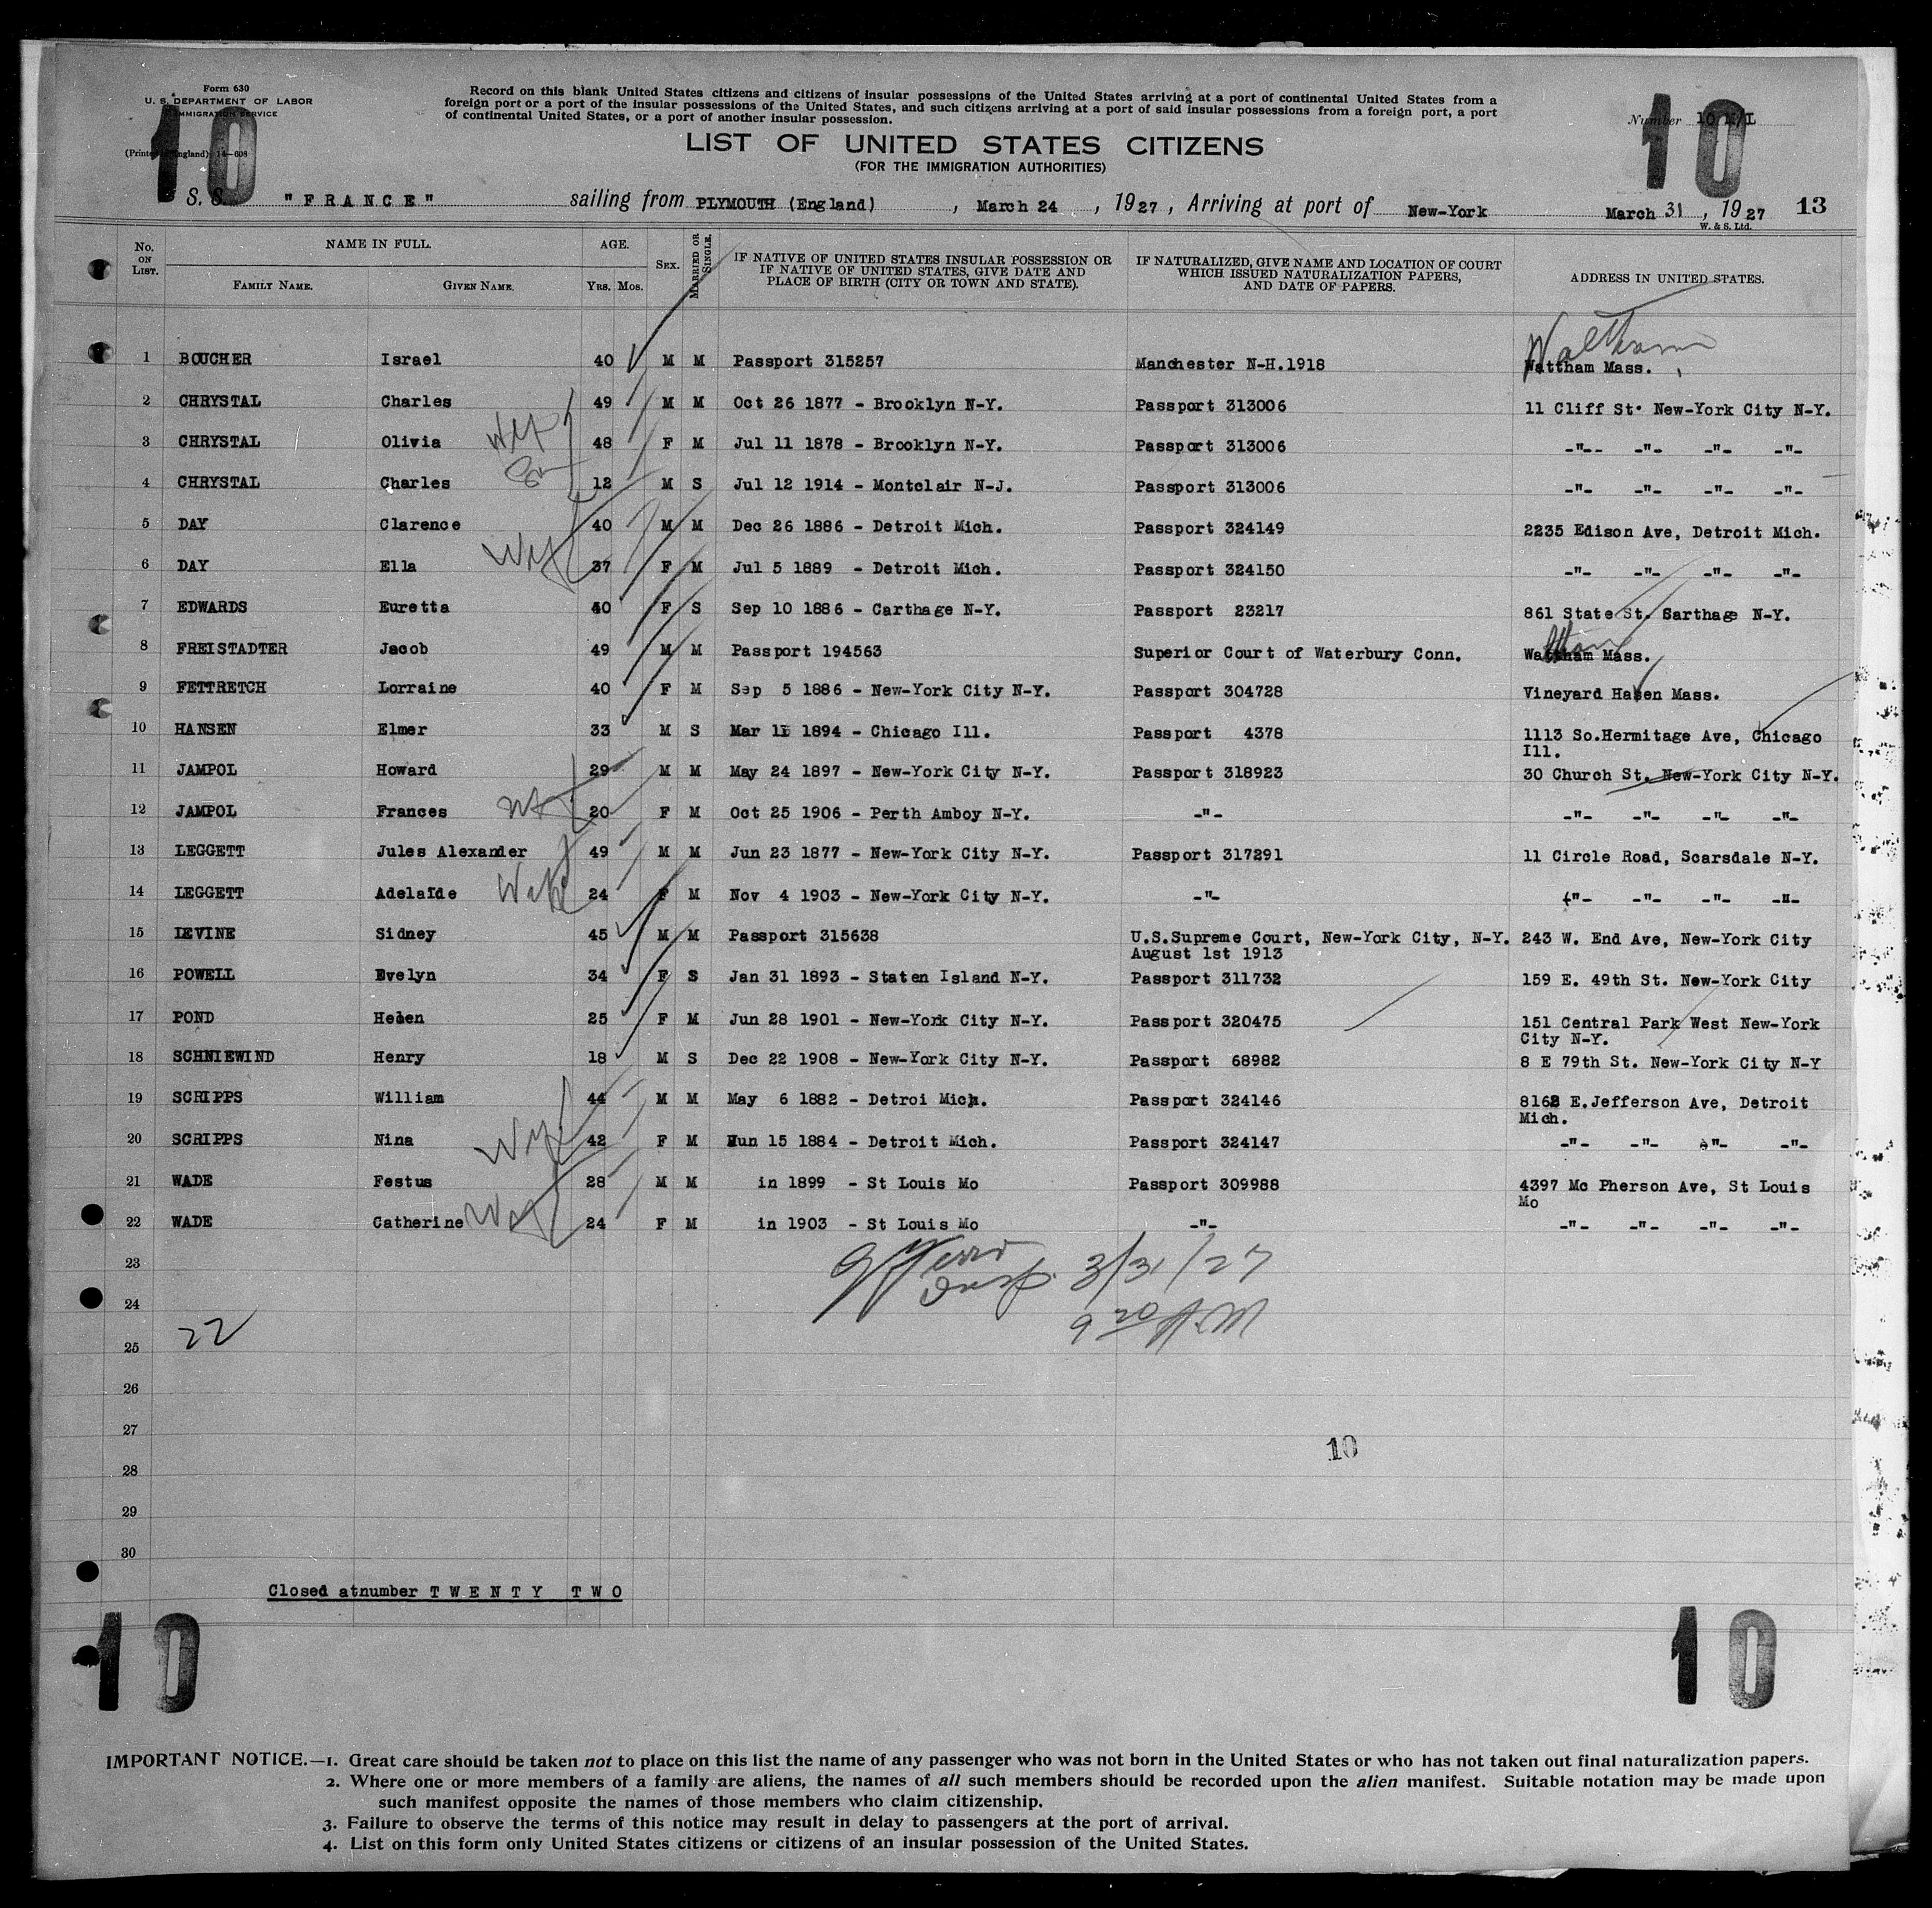 Form 630
U. S. DEPARTMENT OF LABOR
IMMIGRATION SERVICE
(Printed in England) 14—608
10
Record on this blank United States citizens and citizens of insular possessions of the United States arriving at a port of continental United States from a
foreign port or a port of the insular possessions of the United States, and such citizens arriving at a port of said insular possessions from a foreign port, a port
of continental United States, or a port of another insular possession.
LIST OF UNITED STATES CITIZENS
(FOR THE IMMIGRATION AUTHORITIES)
Number 10
10
S. S. "FRANCE" sailing from PLYMOUTH (England), March 24, 1927, Arriving at port of New-York March 31, 1927 13
W. & S. Ltd.
No. ON LIST. NAME IN FULL. FAMILY NAME. GIVEN NAME. AGE. YRS. MOS. SEX. MARRIED OR SINGLE. IF NATIVE OF UNITED STATES INSULAR POSSESSION OR IF NATIVE OF UNITED STATES, GIVE DATE AND PLACE OF BIRTH (CITY OR TOWN AND STATE). IF NATURALIZED, GIVE NAME AND LOCATION OF COURT WHICH ISSUED NATURALIZATION PAPERS, AND DATE OF PAPERS. ADDRESS IN UNITED STATES.
Waltham
1 BOUCHER Israel 40 M M Passport 315257 Manchester N-H.1918 Wattham Mass.
2 CHRYSTAL Charles 49 M M Oct 26 1877 - Brooklyn N-Y. Passport 313006 11 Cliff St. New-York City N-Y.
3 CHRYSTAL Olivia Wife 48 F M Jul 11 1878 - Brooklyn N-Y. Passport 313006 -"-- -"- -"- -"-
4 CHRYSTAL Charles Son 12 M S Jul 12 1914 - Montclair N-J. Passport 313006 -"- -"- -"- -"-
5 DAY Clarence 40 M M Dec 26 1886 - Detroit Mich. Passport 324149 2235 Edison Ave, Detroit Mich.
6 DAY Ella Wife 37 F M Jul 5 1889 - Detroit Mich. Passport 324150 -"- -"- -"- -"-
7 EDWARDS Euretta 40 F S Sep 10 1886 - Carthage N-Y. Passport 23217 861 State St. Sarthage N-Y.
8 FREISTADTER Jacob 49 M M Passport 194563 Superior Court of Waterbury Conn. Waltham Mass.
9 FETTRETCH Lorraine 40 F M Sep 5 1886 - New-York City N-Y. Passport 304728 Vineyard Haven Mass.
10 HANSEN Elmer 33 M S Mar 11 1894 - Chicago Ill. Passport 4378 1113 So.Hermitage Ave, Chicago
Ill.
11 JAMPOL Howard 29 M M May 24 1897 - New-York City N-Y. Passport 318923 30 Church St. New-York City N-Y.
12 JAMPOL Frances Wf 20 F M Oct 25 1906 - Perth Amboy N-Y. -"- -"- -"- -"- -"-
13 LEGGETT Jules Alexander 49 M M Jun 23 1877 - New-York City N-Y. Passport 317291 11 Circle Road, Scarsdale N-Y.
14 LEGGETT Adelaïde Wife 24 F M Nov 4 1903 - New-York City N-Y. -"- -"- -"- -"- -"-
15 LEVINE Sidney 45 M M Passport 315638 U.S.Supreme Court, New-York City, N-Y. 243 W. End Ave, New-York City
August 1st 1913
16 POWELL Evelyn 34 F S Jan 31 1893 - Staten Island N-Y. Passport 311732 159 E. 49th St. New-York City
17 POND Helen 25 F M Jun 28 1901 - New-York City N-Y. Passport 320475 151 Central Park West New-York
City N-Y.
18 SCHNIEWIND Henry 18 M S Dec 22 1908 - New-York City N-Y. Passport 68982 8 E 79th St. New-York City N-Y
19 SCRIPPS William 44 M M May 6 1882 - Detroi Mich. Passport 324146 8162 E.Jefferson Ave, Detroit
Mich.
20 SCRIPPS Nina Wife 42 F M Jun 15 1884 - Detroit Mich. Passport 324147 -"- -"- -"- -"-
21 WADE Festus 28 M M in 1899 - St Louis Mo Passport 309988 4397 Mc Pherson Ave, St Louis
Mo
22 WADE Catherine Wife 24 F M in 1903 - St Louis Mo -"- -"- -"- -"- -"-
23
Insp. 3/31/27
24
9 20 A.M
22
25
26
27
10
28
29
30
Closed atnumber TWENTY TWO
10 10
IMPORTANT NOTICE.—1. Great care should be taken not to place on this list the name of any passenger who was not born in the United States or who has not taken out final naturalization papers.
2. Where one or more members of a family are aliens, the names of all such members should be recorded upon the alien manifest. Suitable notation may be made upon
such manifest opposite the names of those members who claim citizenship.
3. Failure to observe the terms of this notice may result in delay to passengers at the port of arrival.
4. List on this form only United States citizens or citizens of an insular possession of the United States.